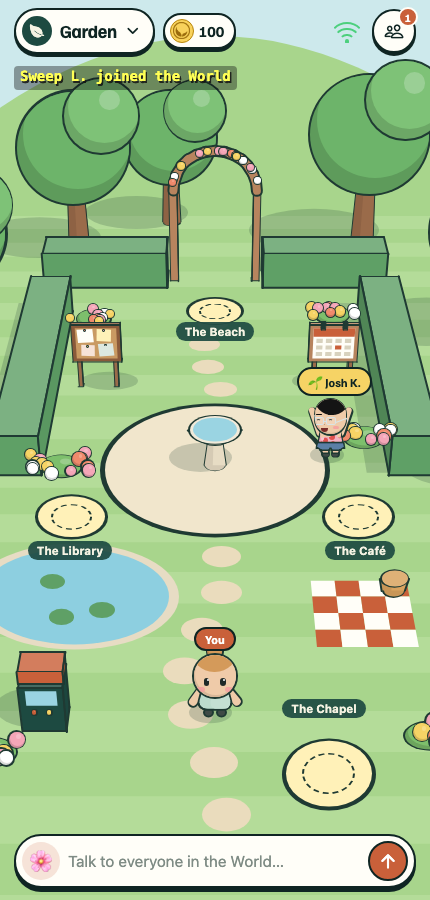 Garden
100
1
Sweep L. joined the World
The Beach
🌱 Josh K.
The Library
The Café
You
The Chapel
Talk to everyone in the World...